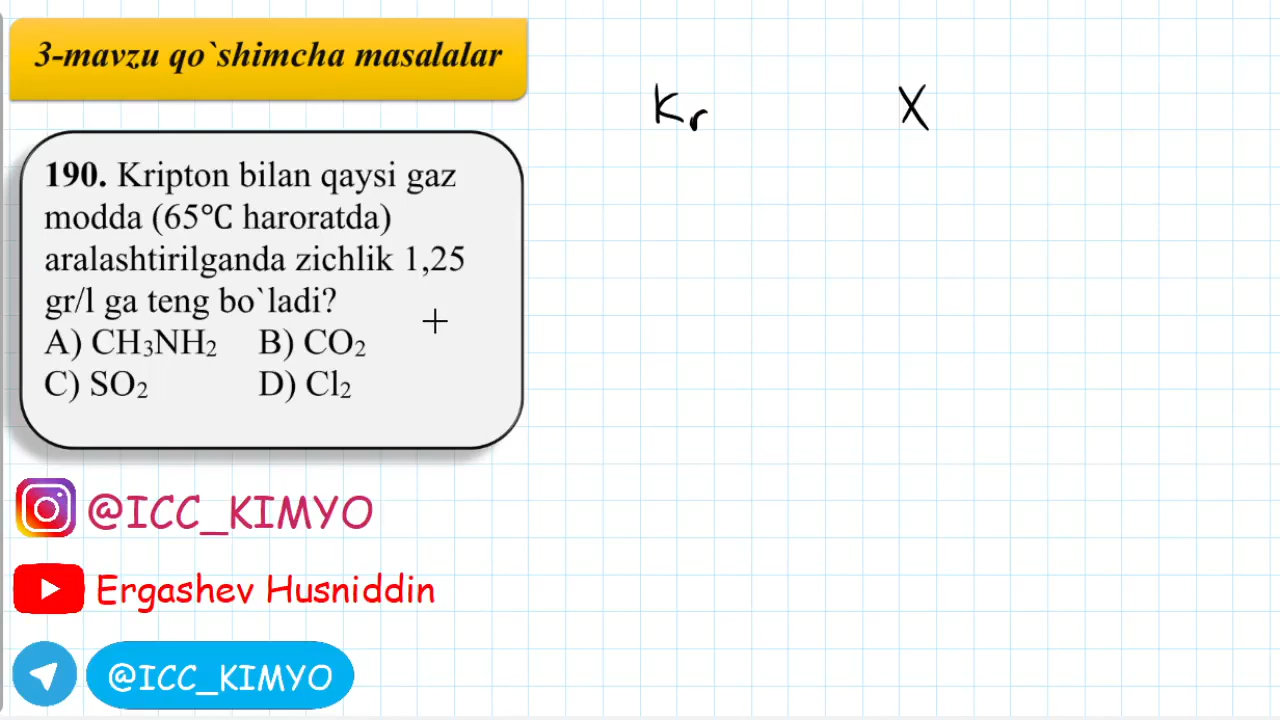 3-mavzu qo`shimcha masalalar
Kr X
190. Kripton bilan qaysi gaz
modda (65℃ haroratda)
aralashtirilganda zichlik 1,25
gr/l ga teng bo`ladi?
A) CH₃NH₂ B) CO₂
C) SO₂ D) Cl₂
@ICC_KIMYO
Ergashev Husniddin
@ICC_KIMYO